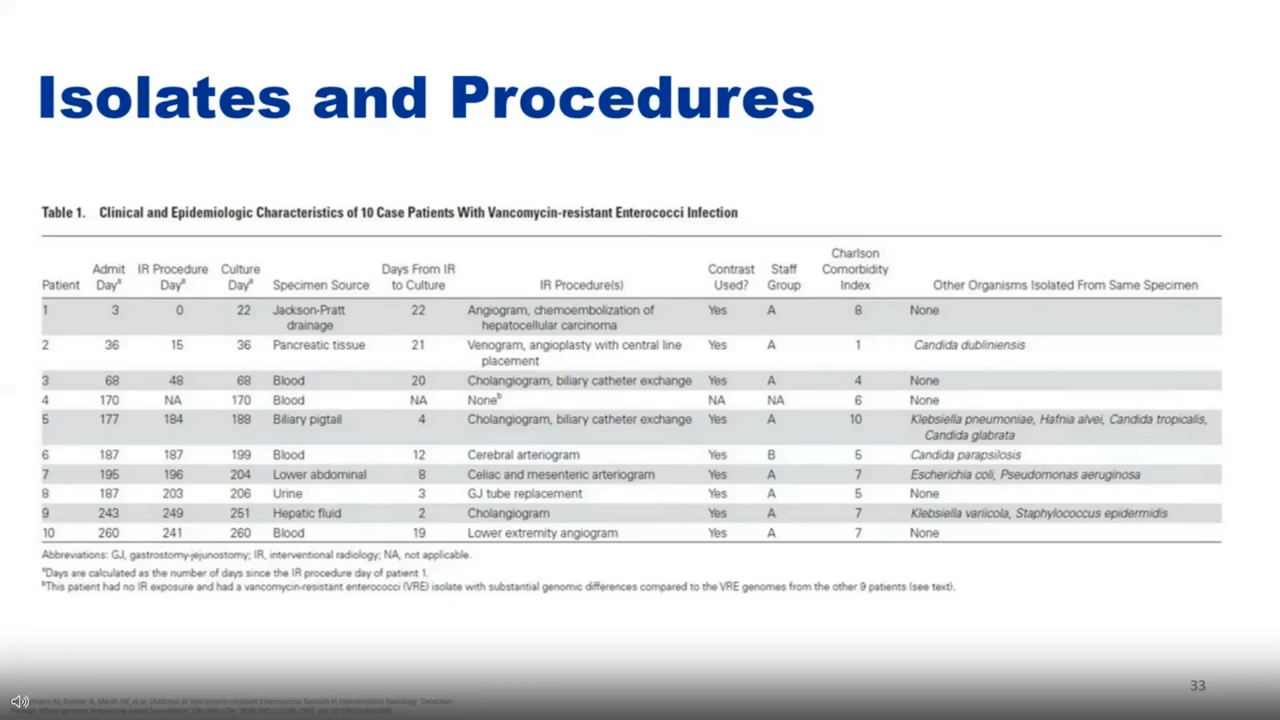 Isolates and Procedures
Table 1. Clinical and Epidemiologic Characteristics of 10 Case Patients With Vancomycin-resistant Enterococci Infection
Charlson
Admit IR Procedure Culture Days From IR Contrast Staff Comorbidity
Patient Dayᵃ Dayᵃ Dayᵃ Specimen Source to Culture IR Procedure(s) Used? Group Index Other Organisms Isolated From Same Specimen
1 3 0 22 Jackson-Pratt 22 Angiogram, chemoembolization of Yes A 8 None
drainage hepatocellular carcinoma
2 36 15 36 Pancreatic tissue 21 Venogram, angioplasty with central line Yes A 1 Candida dubliniensis
placement
3 68 48 68 Blood 20 Cholangiogram, biliary catheter exchange Yes A 4 None
4 170 NA 170 Blood NA Noneᵇ NA NA 6 None
5 177 184 188 Biliary pigtail 4 Cholangiogram, biliary catheter exchange Yes A 10 Klebsiella pneumoniae, Hafnia alvei, Candida tropicalis,
Candida glabrata
6 187 187 199 Blood 12 Cerebral arteriogram Yes B 5 Candida parapsilosis
7 195 196 204 Lower abdominal 8 Celiac and mesenteric arteriogram Yes A 7 Escherichia coli, Pseudomonas aeruginosa
8 187 203 206 Urine 3 GJ tube replacement Yes A 5 None
9 243 249 251 Hepatic fluid 2 Cholangiogram Yes A 7 Klebsiella variicola, Staphylococcus epidermidis
10 260 241 260 Blood 19 Lower extremity angiogram Yes A 7 None
Abbreviations: GJ, gastrostomy-jejunostomy; IR, interventional radiology; NA, not applicable.
ᵃDays are calculated as the number of days since the IR procedure day of patient 1.
ᵇThis patient had no IR exposure and had a vancomycin-resistant enterococci (VRE) isolate with substantial genomic differences compared to the VRE genomes from the other 9 patients (see text).
33